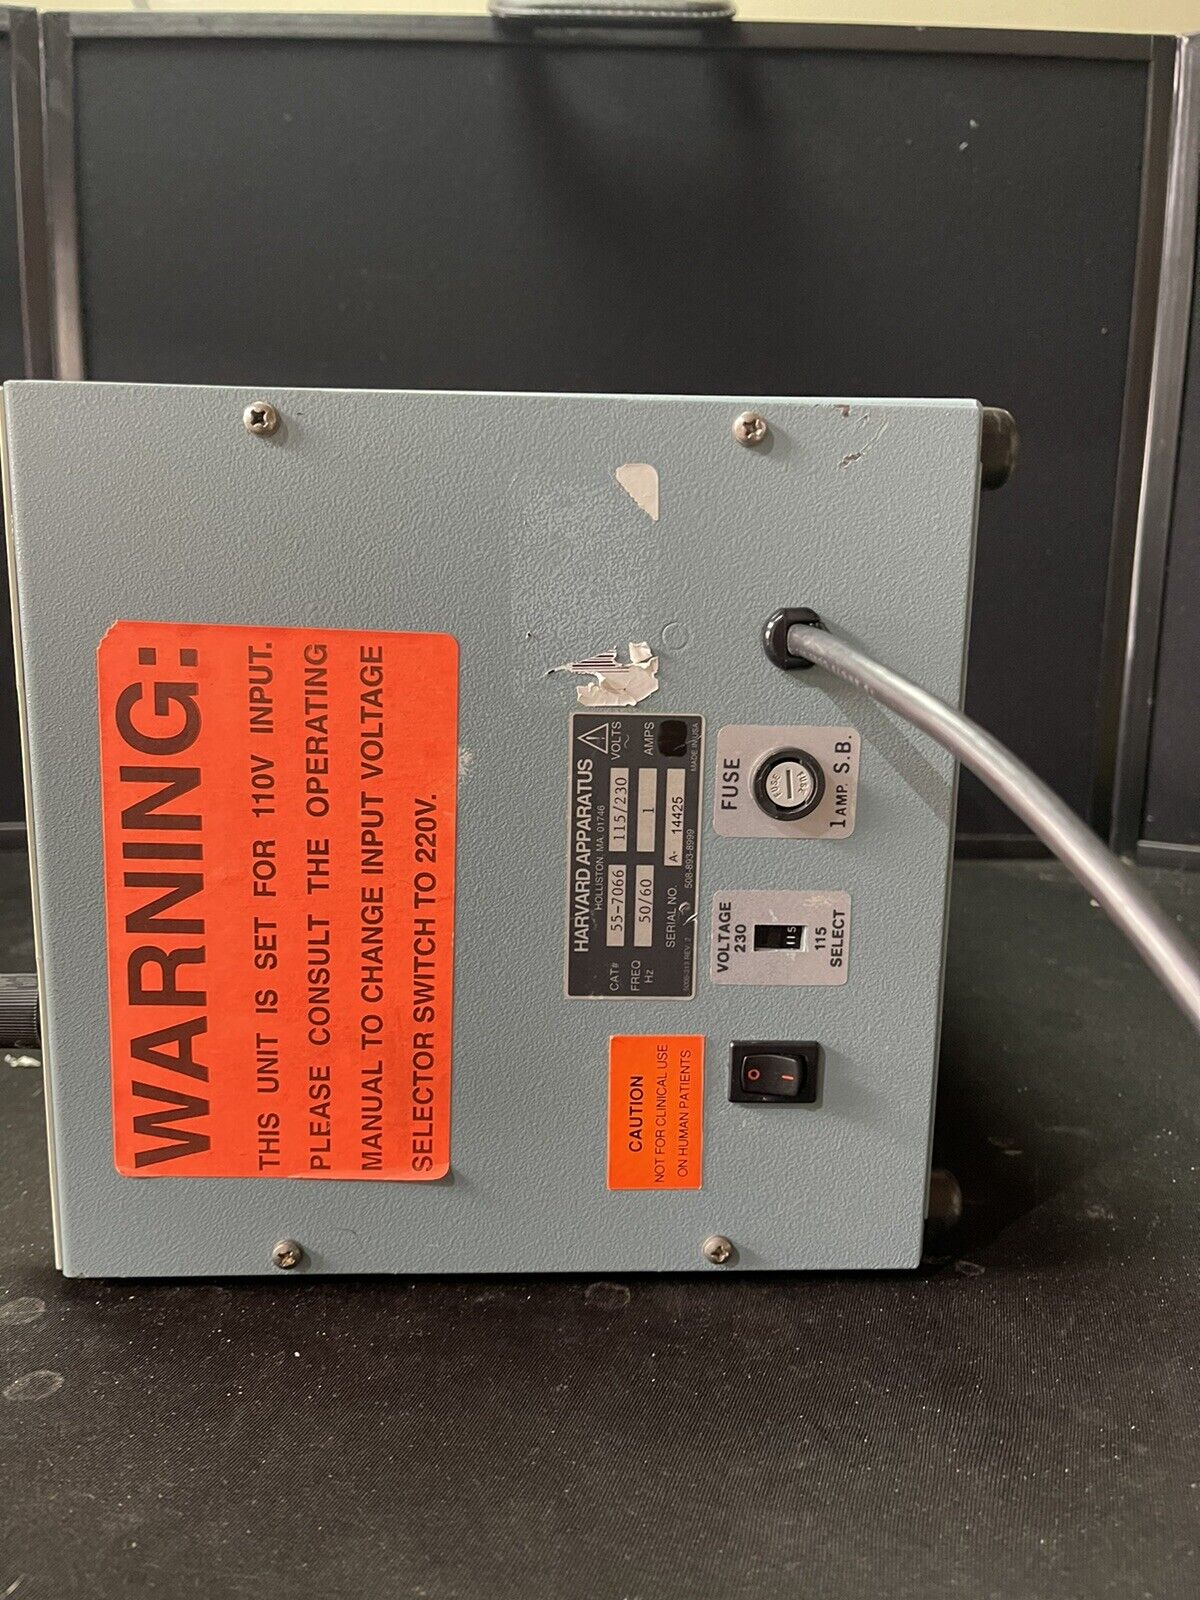 WARNING:
THIS UNIT IS SET FOR 110V INPUT.
PLEASE CONSULT THE OPERATING
MANUAL TO CHANGE INPUT VOLTAGE
SELECTOR SWITCH TO 220V.
HARVARD APPARATUS
HOLLISTON, MA. 01746
CAT# 55-7066 115/230 VOLTS ~
FREQ Hz 50/60 1 AMPS
SERIAL NO. A- 14425
508-893-8999 MADE IN USA
FUSE
FUSE
1 AMP. S.B.
VOLTAGE
230
115
115
SELECT
CAUTION
NOT FOR CLINICAL USE
ON HUMAN PATIENTS
O I